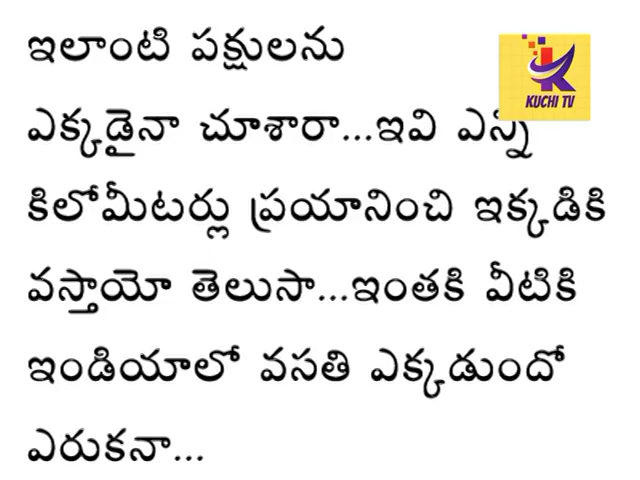 ఇలాంటి పక్షులను
KUCHI TV
ఎక్కడైనా చూశారా...ఇవి ఎన్ని
కిలోమీటర్లు ప్రయానించి ఇక్కడికి
వస్తాయో తెలుసా...ఇంతకి వీటికి
ఇండియాలో వసతి ఎక్కడుందో
ఎరుకనా...